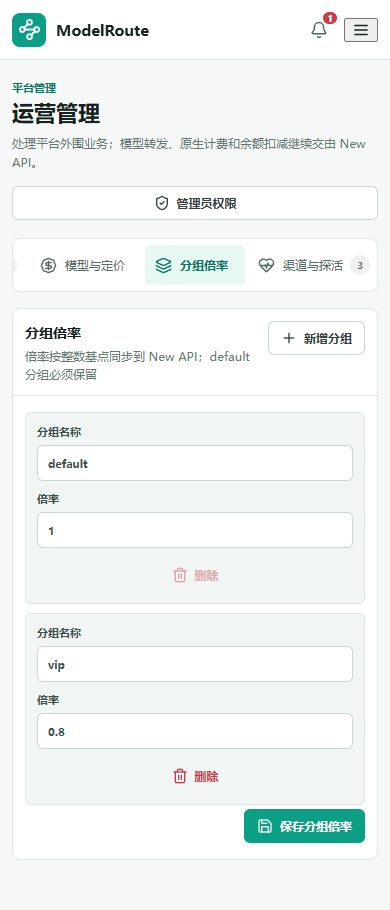 ModelRoute
1
平台管理
运营管理
处理平台外围业务；模型转发、原生计费和余额扣减继续交由 New
API。
管理员权限
模型与定价
分组倍率
渠道与探活
3
分组倍率
倍率按整数基点同步到 New API；default
分组必须保留
新增分组
分组名称
default
倍率
1
删除
分组名称
vip
倍率
0.8
删除
保存分组倍率